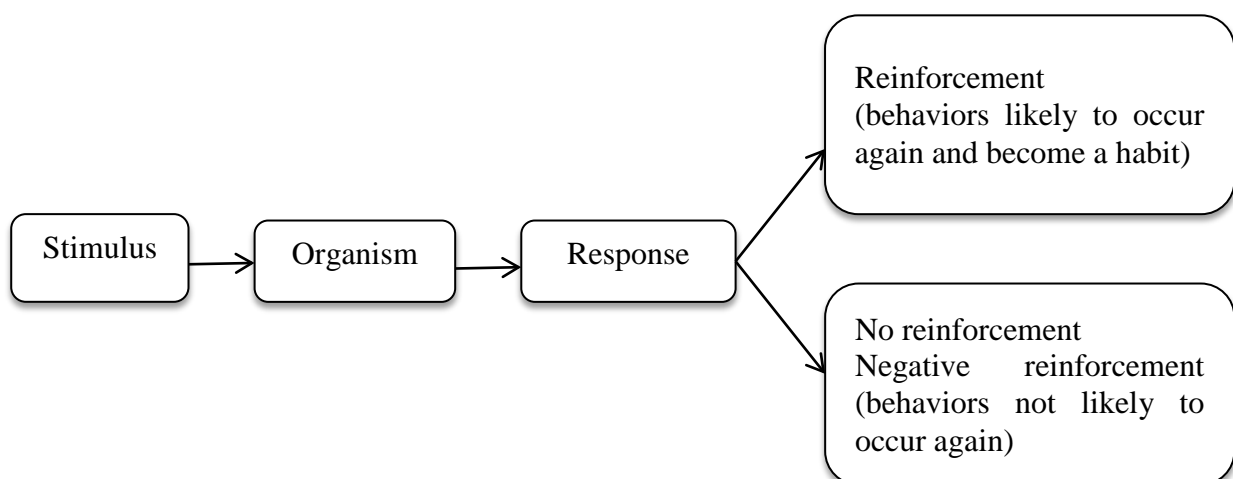 Stimulus
Organism
Response
Reinforcement
(behaviors likely to occur
again and become a habit)
No reinforcement
Negative reinforcement
(behaviors not likely to
occur again)